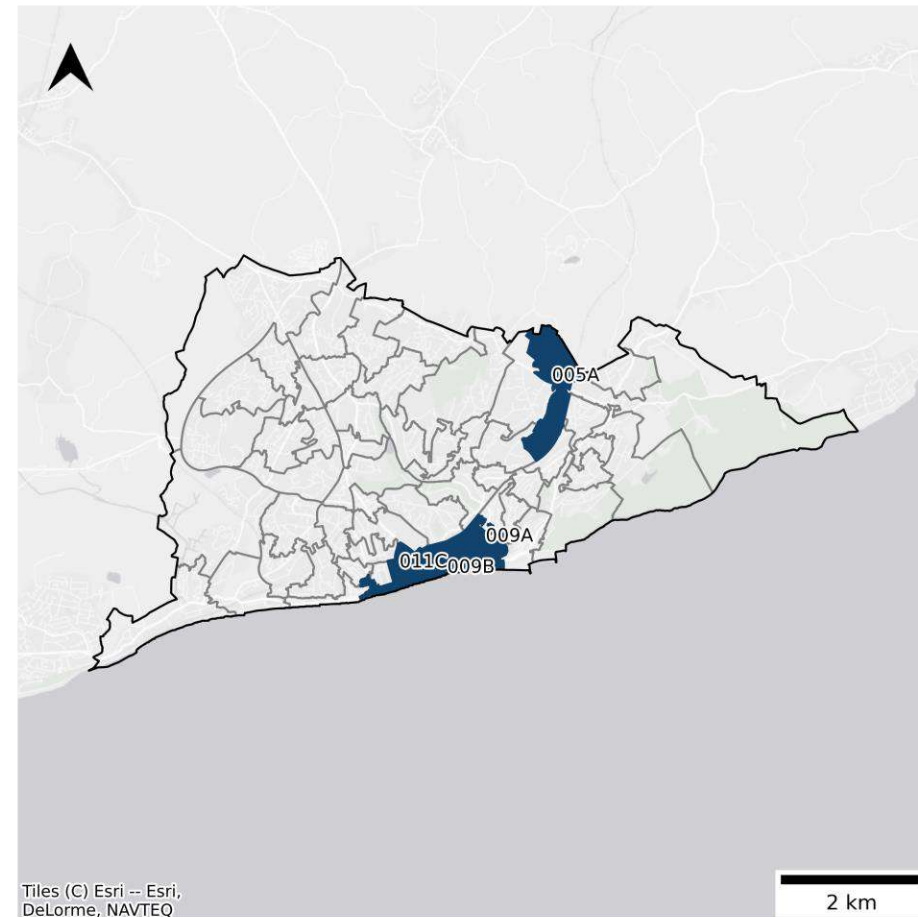 005A
009A
011C
009B
Tiles (C) Esri -- Esri,
DeLorme, NAVTEQ
2 km